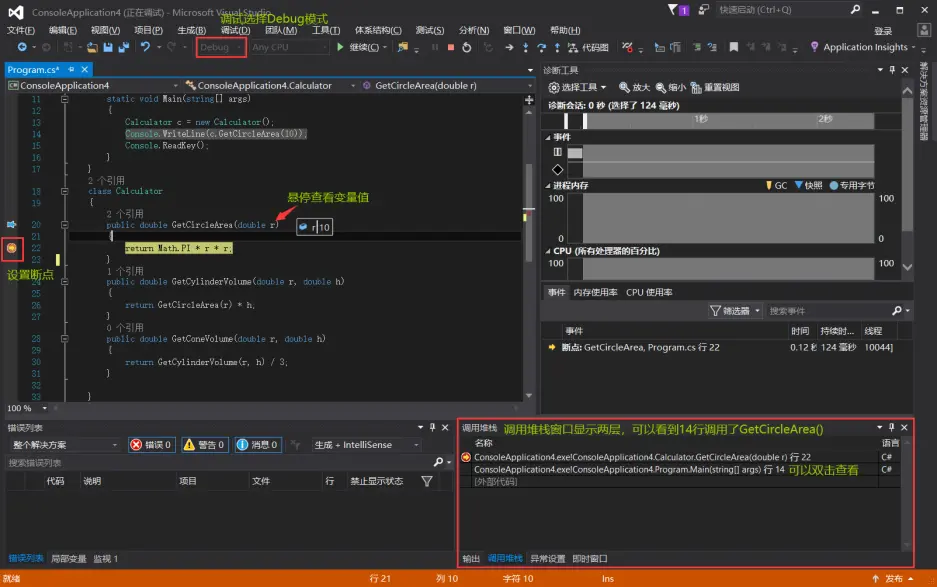 ConsoleApplication4 (正在调试) - Microsoft Visual Studio
调试选择Debug模式
1
快速启动 (Ctrl+Q)
文件(F) 编辑(E) 视图(V) 项目(P) 生成(B) 调试(D) 团队(M) 工具(T) 体系结构(C) 测试(S) 分析(N) 窗口(W) 帮助(H) 登录
Debug Any CPU 继续(C) 代码图 Application Insights
Program.cs*
ConsoleApplication4 ConsoleApplication4.Calculator GetCircleArea(double r)
11 static void Main(string[] args)
12 {
13 Calculator c = new Calculator();
14 Console.WriteLine(c.GetCircleArea(10));
15 Console.ReadKey();
16 }
17 }
2 个引用
18 class Calculator
19 {
2 个引用
悬停查看变量值
20 public double GetCircleArea(double r)
r 10
21 {
22 return Math.PI * r * r;
23 }
设置断点
1 个引用
24 public double GetCylinderVolume(double r, double h)
25 {
26 return GetCircleArea(r) * h;
27 }
0 个引用
28 public double GetConeVolume(double r, double h)
29 {
30 return GetCylinderVolume(r, h) / 3;
31 }
32
33 }
100 %
诊断工具
选择工具 放大 缩小 重置视图
诊断会话: 0 秒 (选择了 124 毫秒)
1秒 2秒
事件
进程内存 GC 快照 专用字节
100 100
0 0
CPU (所有处理器的百分比)
100 100
事件 内存使用率 CPU 使用率
筛选器 搜索事件
事件 时间 持续时... 线程
断点: GetCircleArea, Program.cs 行 22 0.12 秒 124 毫秒 10044]
解决方案资源管理器
错误列表
整个解决方案 错误 0 警告 0 消息 0 生成 + IntelliSense
搜索错误列表
代码 说明 项目 文件 行 禁止显示状态
错误列表 局部变量 监视 1
调用堆栈 调用堆栈窗口显示两层，可以看到14行调用了GetCircleArea()
名称 语言
ConsoleApplication4.exe!ConsoleApplication4.Calculator.GetCircleArea(double r) 行 22 C#
ConsoleApplication4.exe!ConsoleApplication4.Program.Main(string[] args) 行 14 可以双击查看 C#
[外部代码]
输出 调用堆栈 异常设置 即时窗口
就绪 行 21 列 10 字符 10 Ins 发布